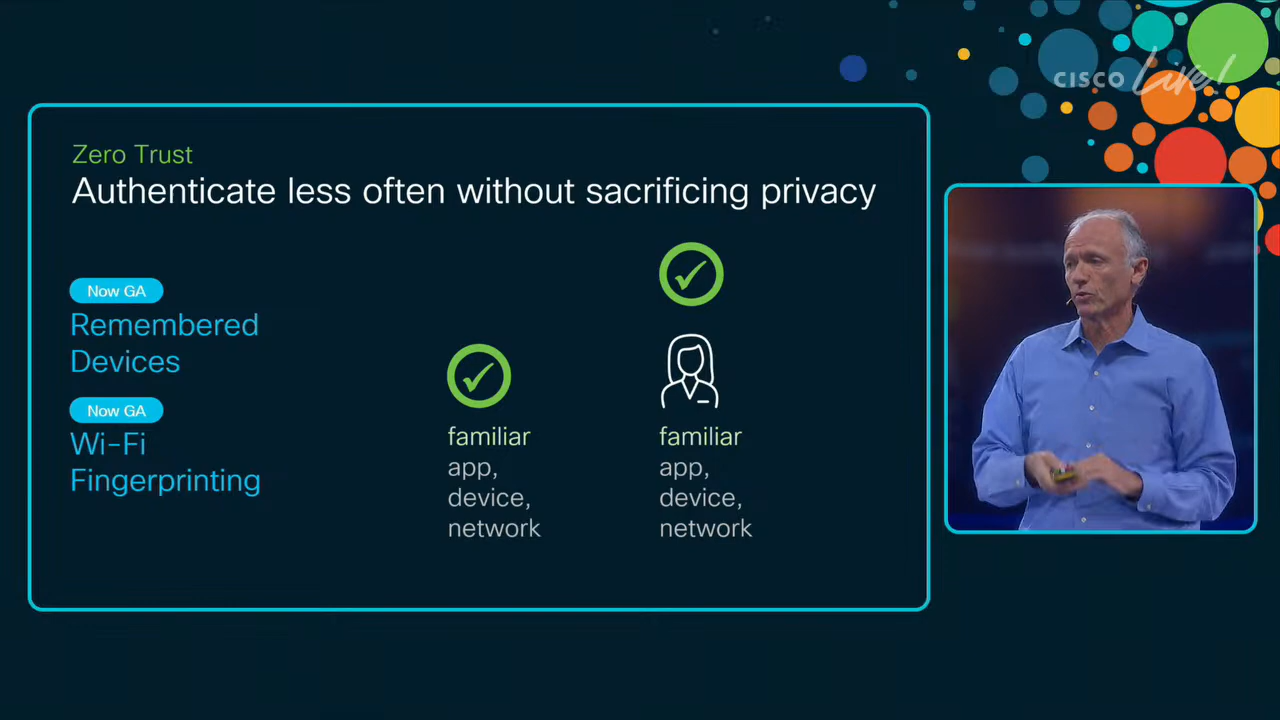 CISCO Live!
Zero Trust
Authenticate less often without sacrificing privacy
Now GA
Remembered
Devices
Now GA
Wi-Fi
Fingerprinting
familiar
app,
device,
network
familiar
app,
device,
network